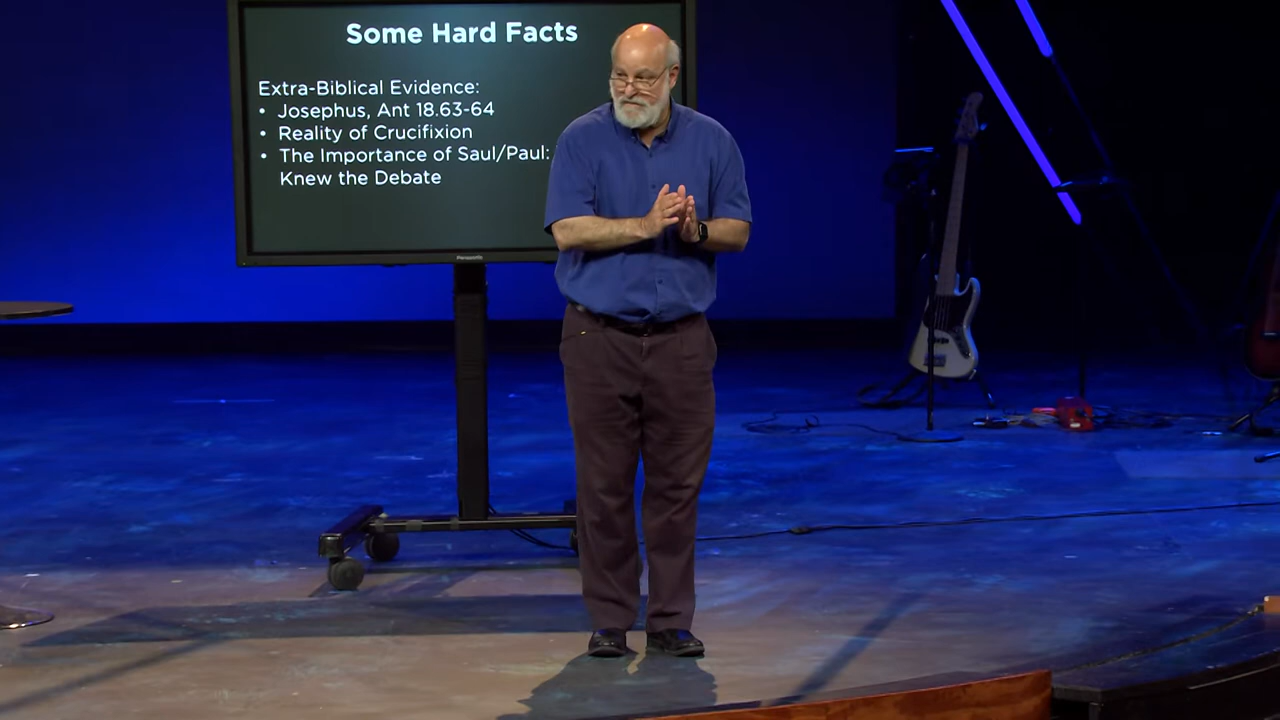 Some Hard Facts
Extra-Biblical Evidence:
• Josephus, Ant 18.63-64
• Reality of Crucifixion
• The Importance of Saul/Paul:
Knew the Debate
Panasonic